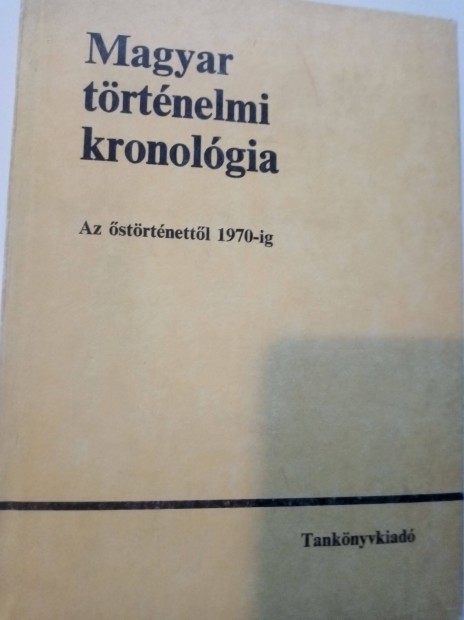 Magyar
történelmi
kronológia
Az őstörténettől 1970-ig
Tankönyvkiadó